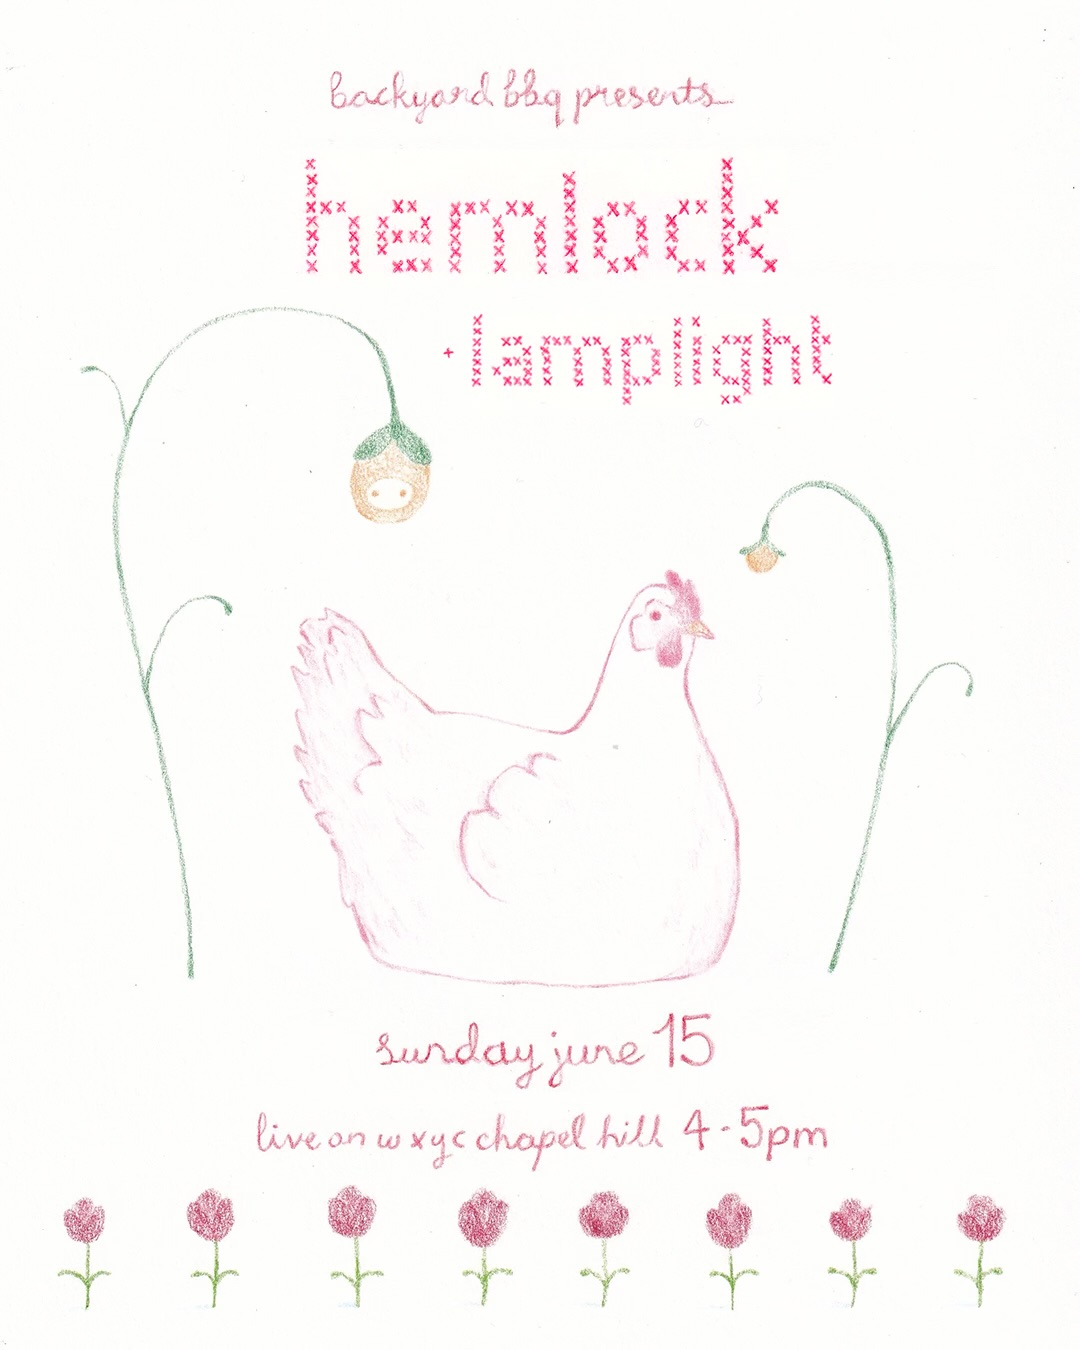 backyard bbq presents
hemlock
+ lamplight
sunday june 15
live on wxyc chapel hill 4-5pm